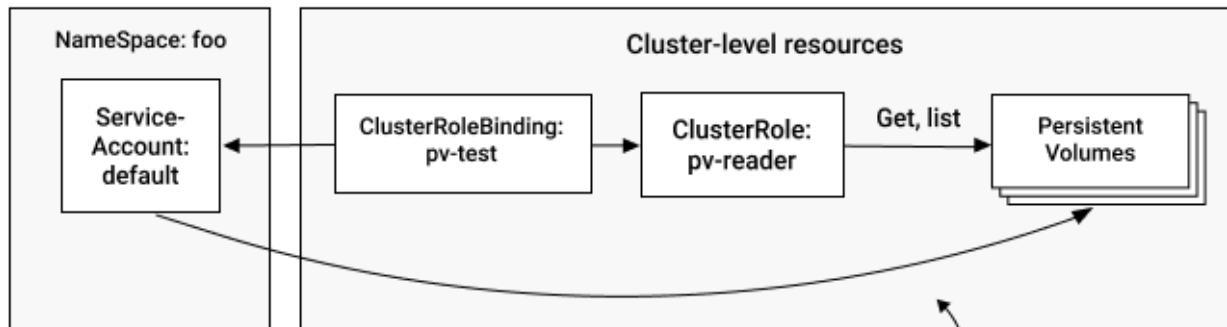 NameSpace: foo
Cluster-level resources
Service-
Account:
default
ClusterRoleBinding:
pv-test
ClusterRole:
pv-reader
Get, list
Persistent
Volumes